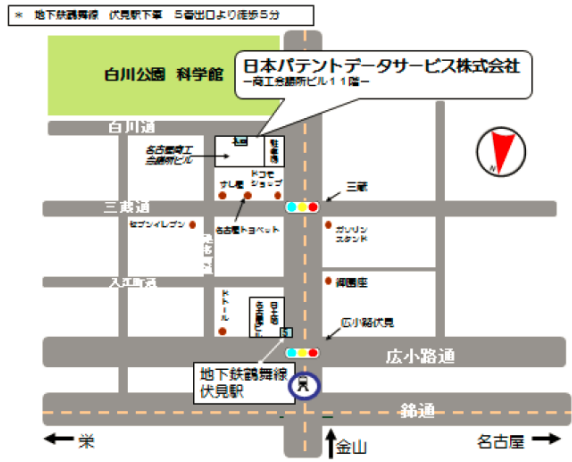 * 地下鉄鶴舞線 伏見駅下車 5番出口より徒歩5分
白川公園 科学館
日本パテントデータサービス株式会社
ー商工会議所ビル11階ー
白川通
名古屋商工
会議所ビル
駐車場
すし屋
ドコモ
ショップ
三蔵
三蔵通
セブンイレブン
名古屋トヨペット
ガソリン
スタンド
入江町通
御園座
ドトール
5
広小路伏見
広小路通
地下鉄鶴舞線
伏見駅
錦通
栄
金山
名古屋